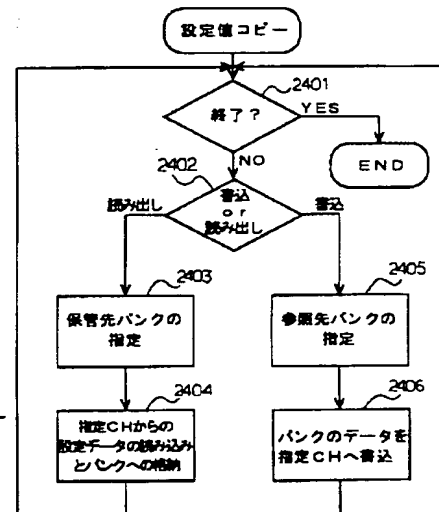 設定値コピー
2401
終了？
YES
END
NO
2402
書込
or
読み出し
読み出し
書込
2403
保管先バンクの
指定
2405
参照先バンクの
指定
2404
指定CHからの
設定データの読み込み
とバンクへの格納
2406
バンクのデータを
指定CHへ書込